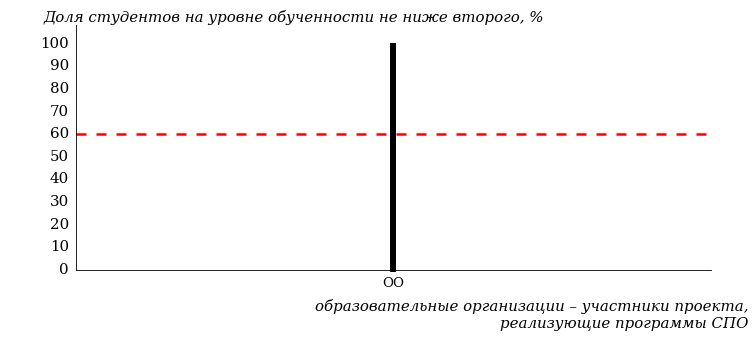 Доля студентов на уровне обученности не ниже второго, %
100
90
80
70
60
50
40
30
20
10
0
ОО
образовательные организации – участники проекта,
реализующие программы СПО